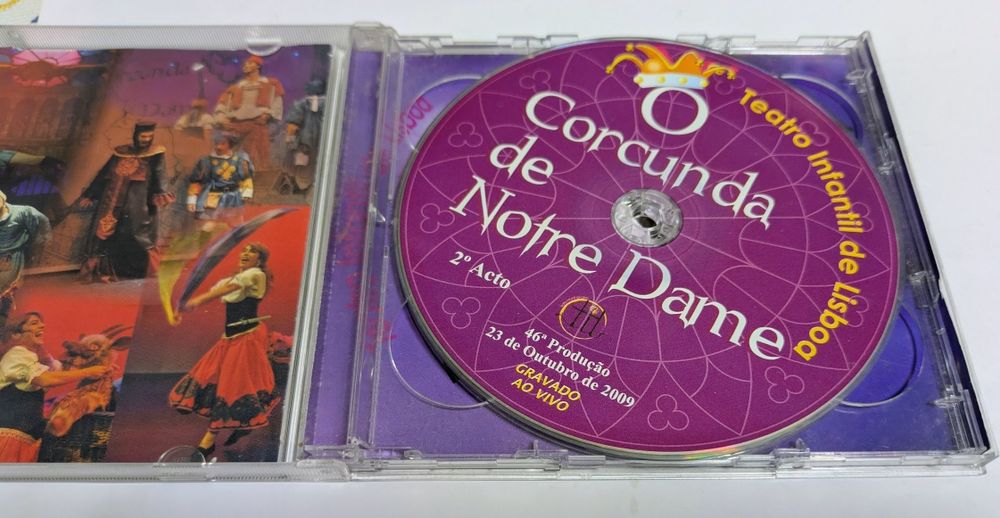 O
Corcunda
de
Notre Dame
Teatro Infantil de Lisboa
2º Acto
til
46ª Produção
23 de Outubro de 2009
GRAVADO
AO VIVO